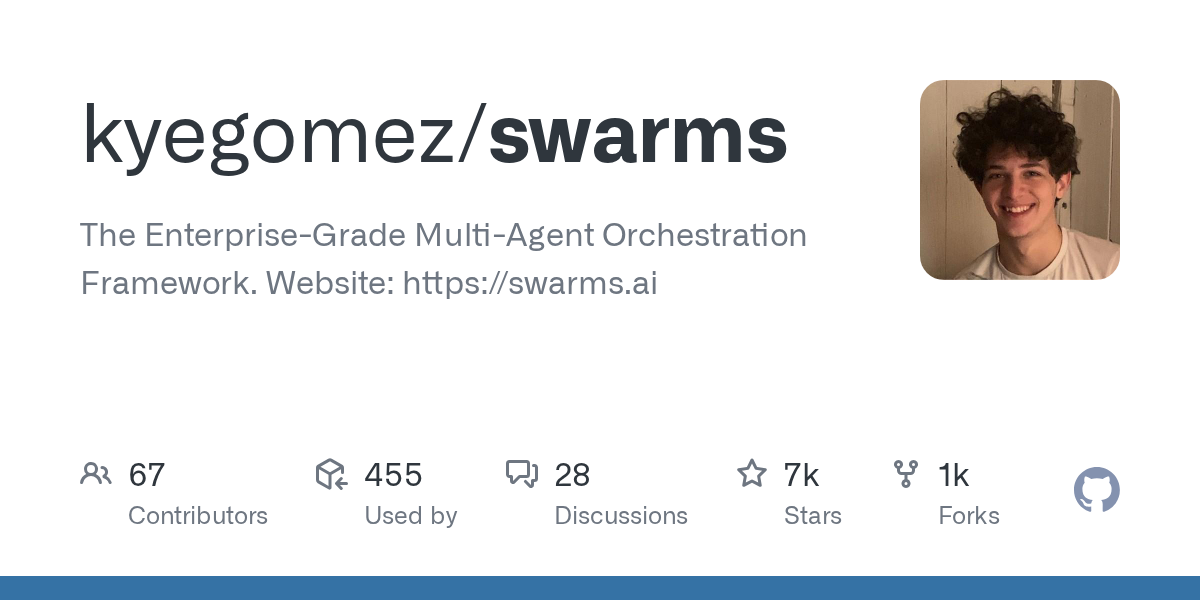 kyegomez/swarms
The Enterprise-Grade Multi-Agent Orchestration
Framework. Website: https://swarms.ai
67
Contributors
455
Used by
28
Discussions
7k
Stars
1k
Forks